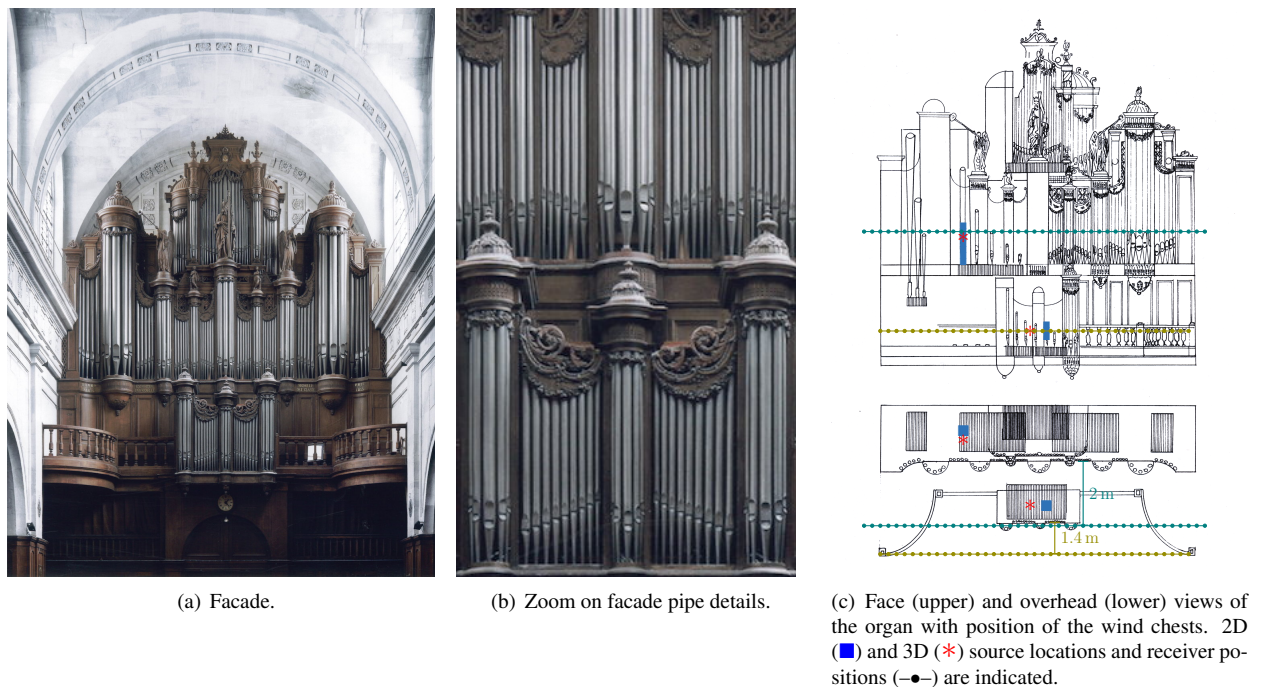 2 m
1.4 m
(a) Facade.
(b) Zoom on facade pipe details.
(c) Face (upper) and overhead (lower) views of
the organ with position of the wind chests. 2D
(■) and 3D (*) source locations and receiver po-
sitions (–●–) are indicated.